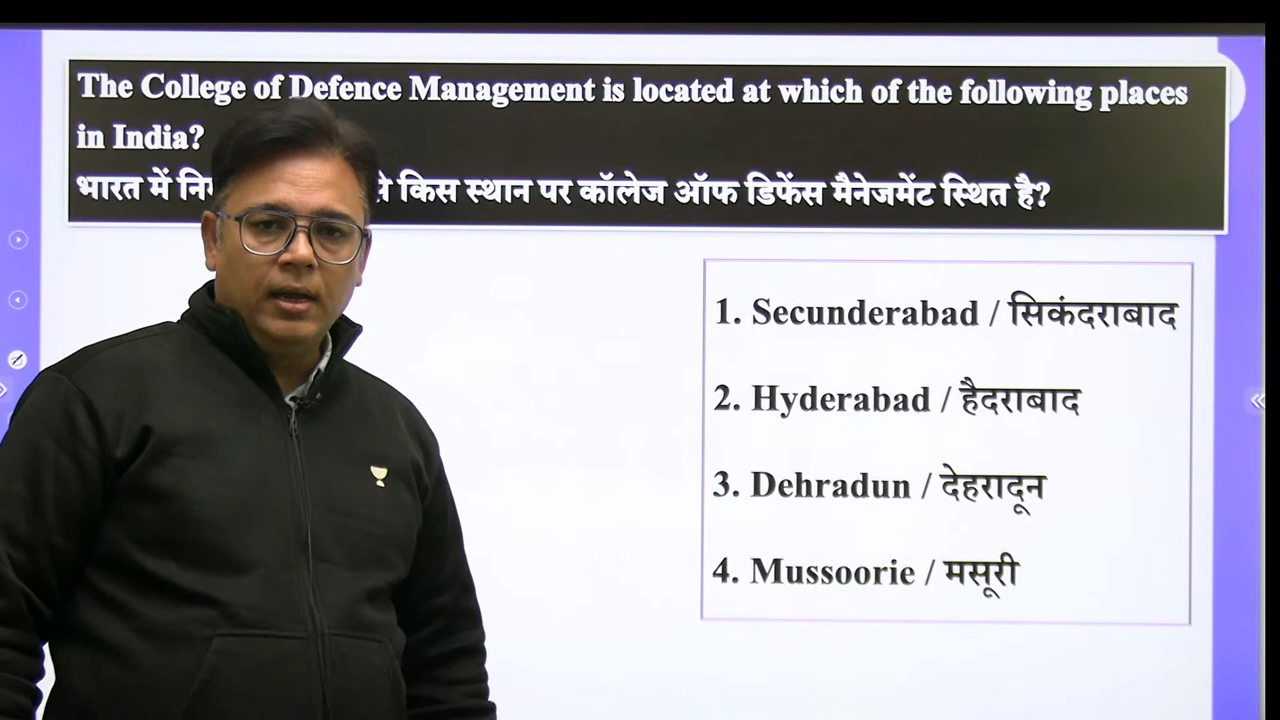 The College of Defence Management is located at which of the following places
in India?
भारत में किस स्थान पर कॉलेज ऑफ डिफेंस मैनेजमेंट स्थित है?
1. Secunderabad / सिकंदराबाद
2. Hyderabad / हैदराबाद
3. Dehradun / देहरादून
4. Mussoorie / मसूरी